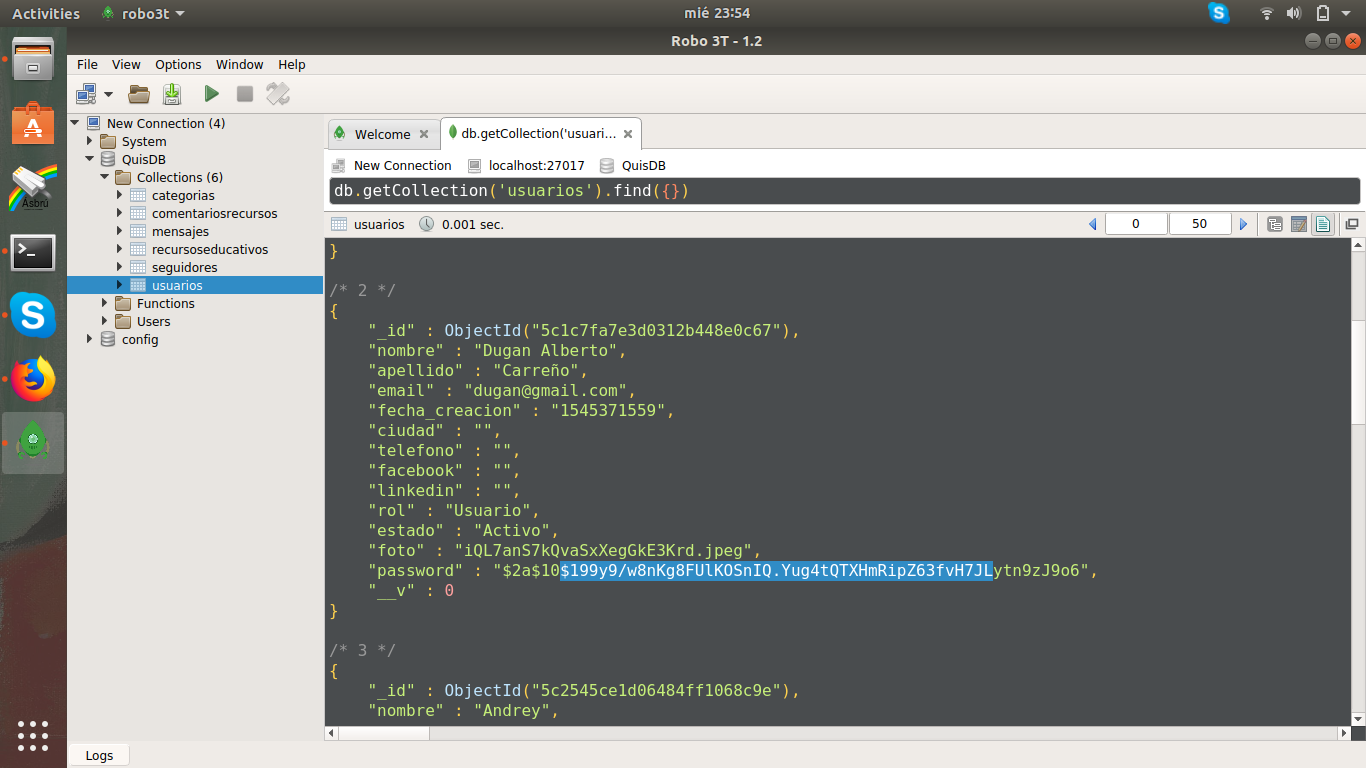 Activities
robo3t
mié 23:54
Robo 3T - 1.2
File View Options Window Help
New Connection (4)
System
QuisDB
Collections (6)
categorias
comentariosrecursos
mensajes
recursoseducativos
seguidores
usuarios
Functions
Users
config
Welcome
db.getCollection('usuari...
New Connection localhost:27017 QuisDB
db.getCollection('usuarios').find({})
usuarios 0.001 sec. 0 50
}
/* 2 */
{
"_id" : ObjectId("5c1c7fa7e3d0312b448e0c67"),
"nombre" : "Dugan Alberto",
"apellido" : "Carreño",
"email" : "dugan@gmail.com",
"fecha_creacion" : "1545371559",
"ciudad" : "",
"telefono" : "",
"facebook" : "",
"linkedin" : "",
"rol" : "Usuario",
"estado" : "Activo",
"foto" : "iQL7anS7kQvaSxXegGkE3Krd.jpeg",
"password" : "$2a$10$199y9/w8nKg8FUlKOSnIQ.Yug4tQTXHmRipZ63fvH7JLytn9zJ9o6",
"__v" : 0
}
/* 3 */
{
"_id" : ObjectId("5c2545ce1d06484ff1068c9e"),
"nombre" : "Andrey",
Logs
Asbru